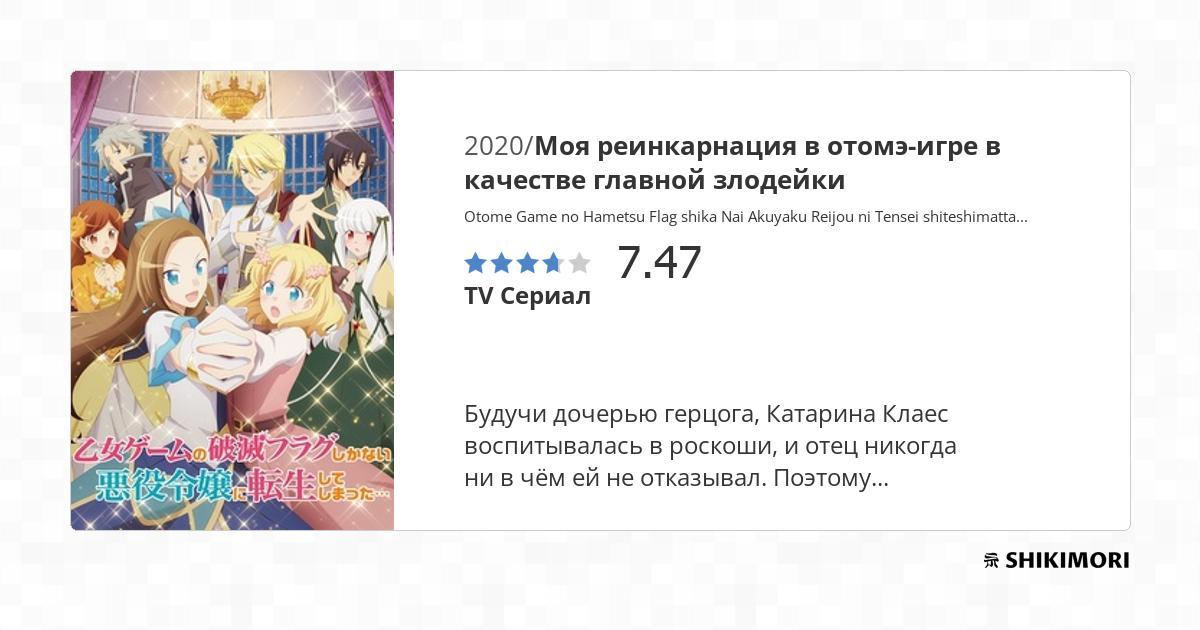 2020/Моя реинкарнация в отомэ-игре в
качестве главной злодейки
Otome Game no Hametsu Flag shika Nai Akuyaku Reijou ni Tensei shiteshimatta...
7.47
TV Сериал
Будучи дочерью герцога, Катарина Клаес
воспитывалась в роскоши, и отец никогда
ни в чём ей не отказывал. Поэтому...
乙女ゲームの破滅フラグしかない
悪役令嬢に転生してしまった…
SHIKIMORI